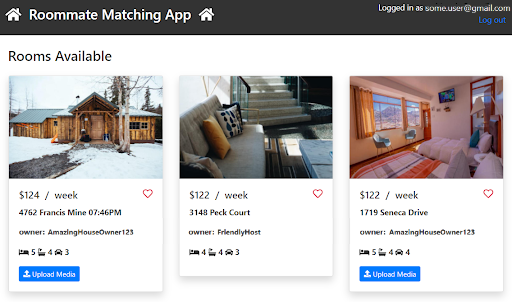 Roommate Matching App
Logged in as some.user@gmail.com
Log out
Rooms Available
$124 / week
4762 Francis Mine 07:46PM
owner: AmazingHouseOwner123
5 4 3
Upload Media
$122 / week
3148 Peck Court
owner: FriendlyHost
4 4 3
$122 / week
1719 Seneca Drive
owner: AmazingHouseOwner123
5 4 4
Upload Media